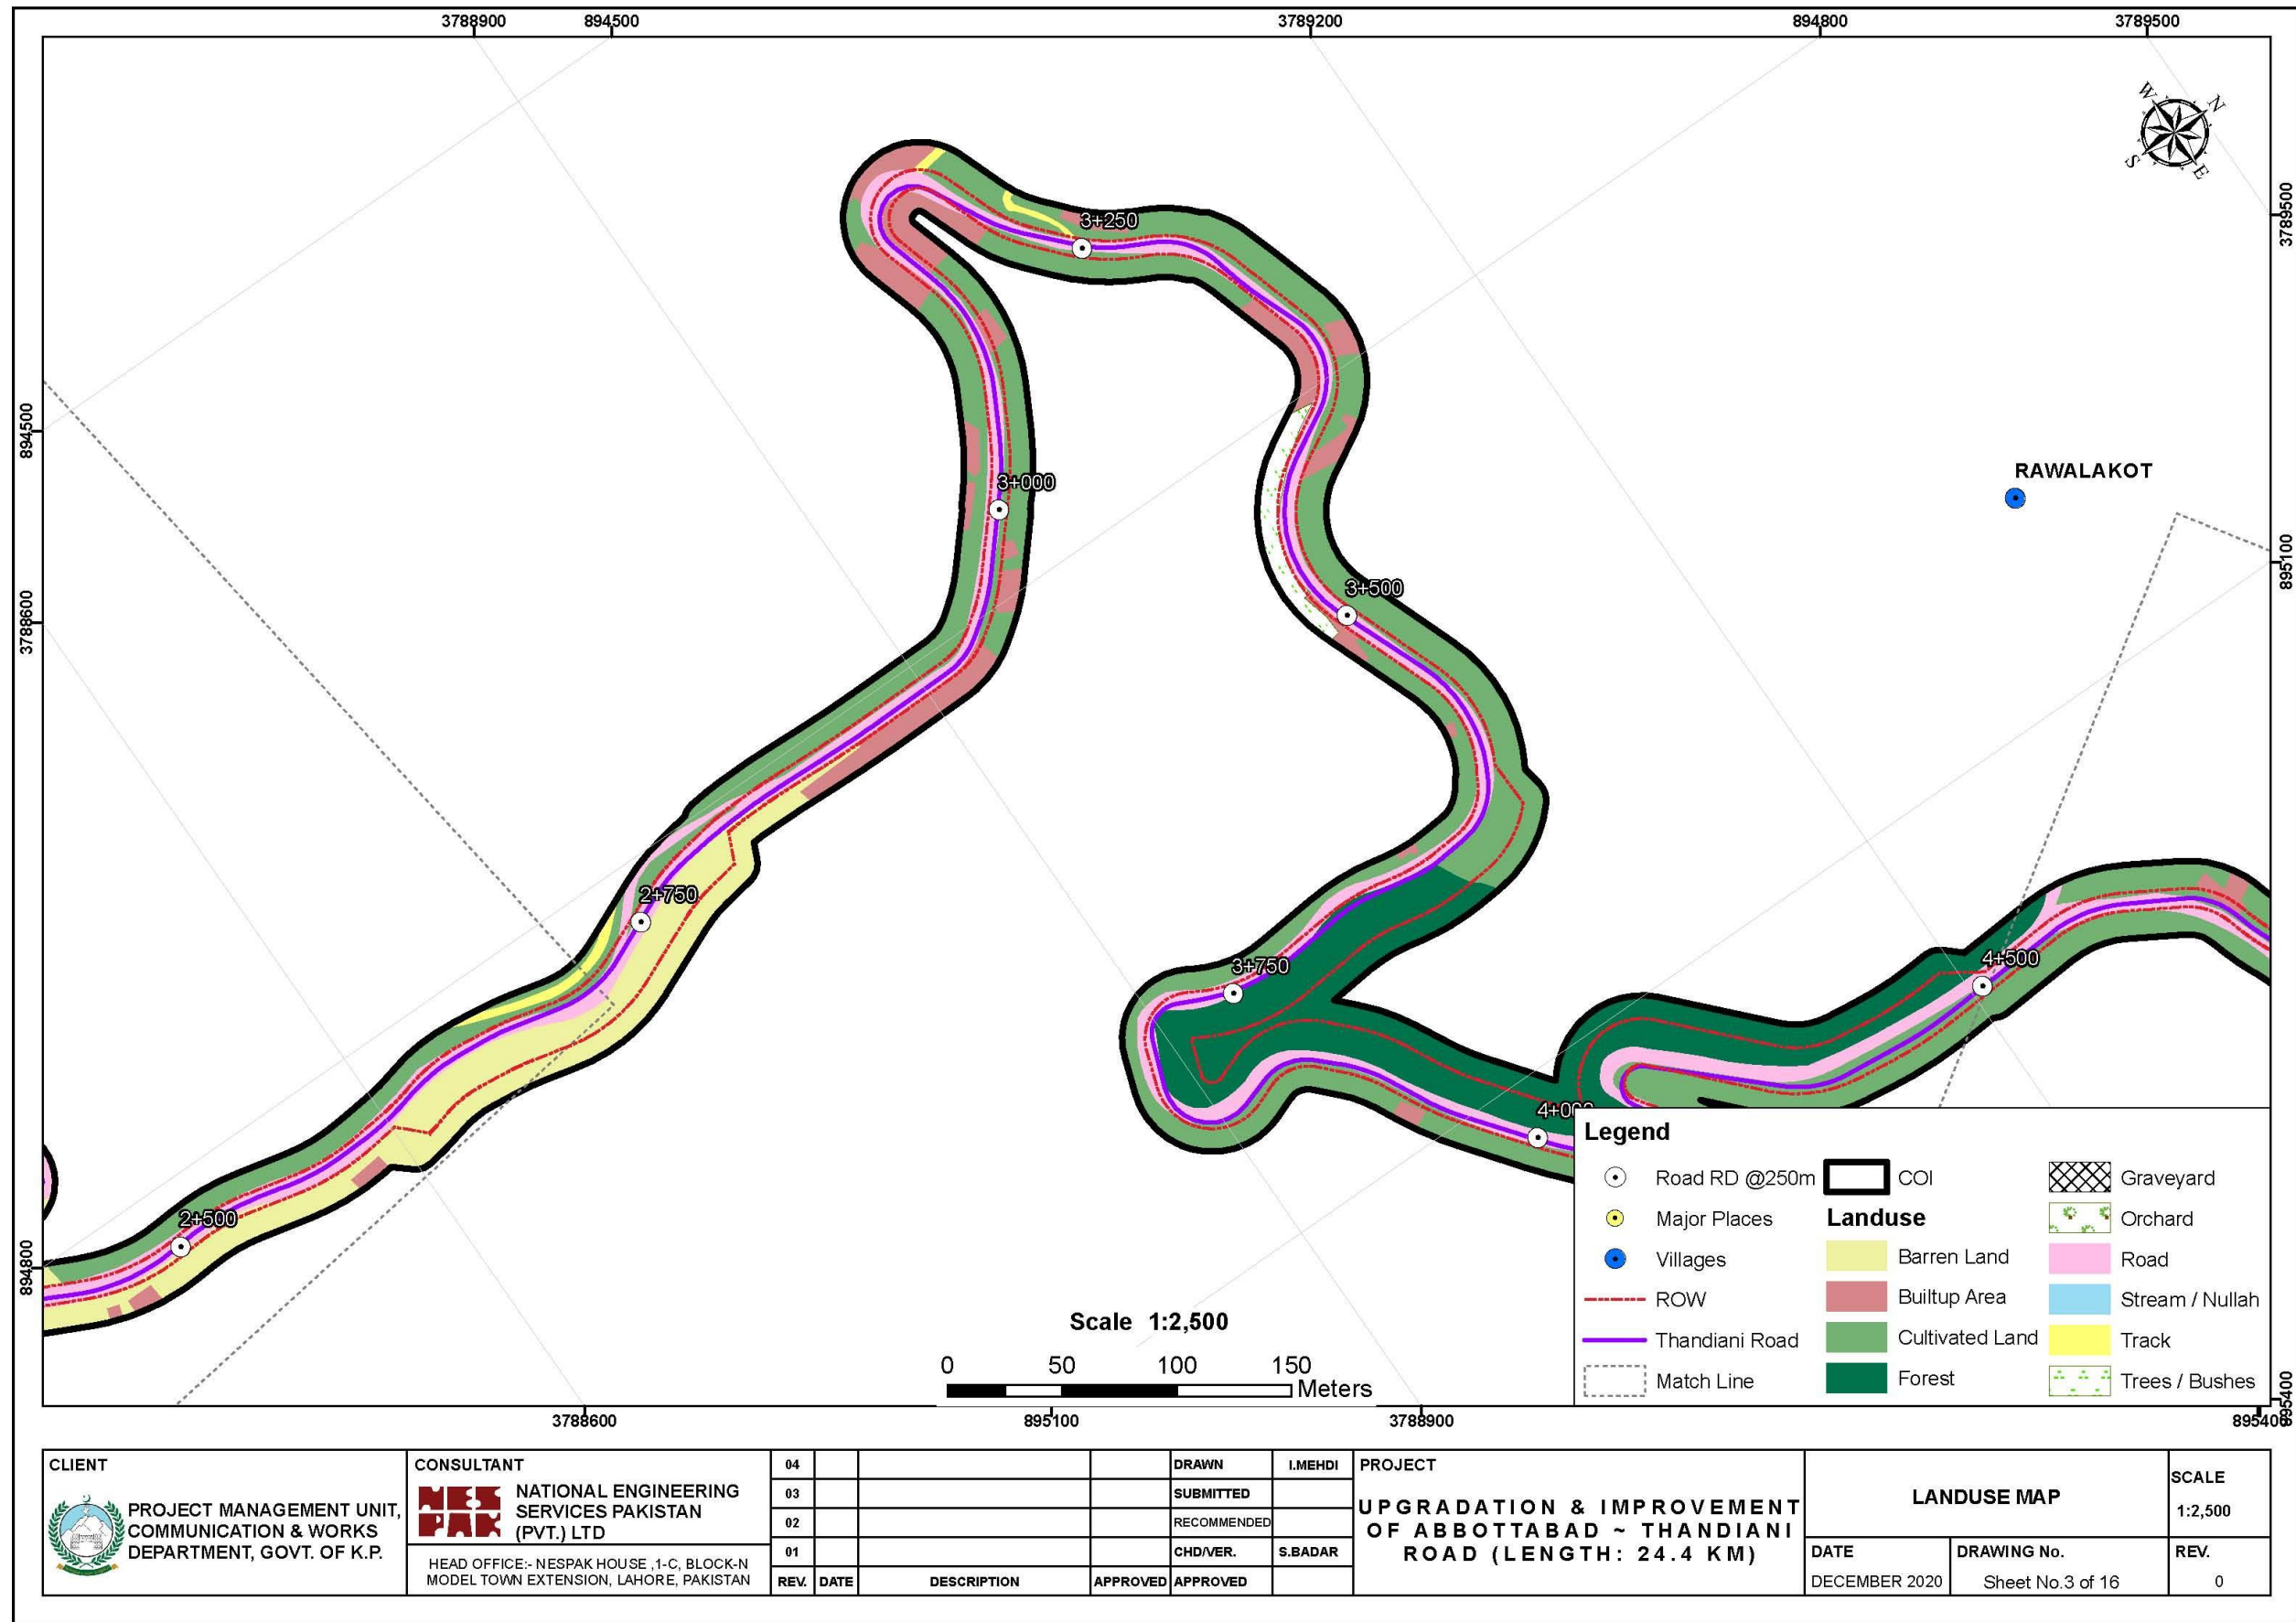 3788900 894500 3789200 894800 3789500
W N
S E
3789500
3+250
894500
RAWALAKOT
3+000
895100
3+500
3788600
2+750
3+750
4+500
4+000
2+500
894800
Legend
Road RD @250m
Major Places
Villages
ROW
Thandiani Road
Match Line
COI
Landuse
Barren Land
Builtup Area
Cultivated Land
Forest
Graveyard
Orchard
Road
Stream / Nullah
Track
Trees / Bushes
Scale 1:2,500
0 50 100 150
Meters
895400
3788600 895100 3788900 895400
CLIENT
PROJECT MANAGEMENT UNIT,
COMMUNICATION & WORKS
DEPARTMENT, GOVT. OF K.P.
CONSULTANT
NES
PAK
NATIONAL ENGINEERING
SERVICES PAKISTAN
(PVT.) LTD
HEAD OFFICE:- NESPAK HOUSE ,1-C, BLOCK-N
MODEL TOWN EXTENSION, LAHORE, PAKISTAN
04 DRAWN I.MEHDI
03 SUBMITTED
02 RECOMMENDED
01 CHD/VER. S.BADAR
REV. DATE DESCRIPTION APPROVED APPROVED
PROJECT
UPGRADATION & IMPROVEMENT
OF ABBOTTABAD ~ THANDIANI
ROAD (LENGTH: 24.4 KM)
LANDUSE MAP
SCALE
1:2,500
DATE
DECEMBER 2020
DRAWING No.
Sheet No.3 of 16
REV.
0